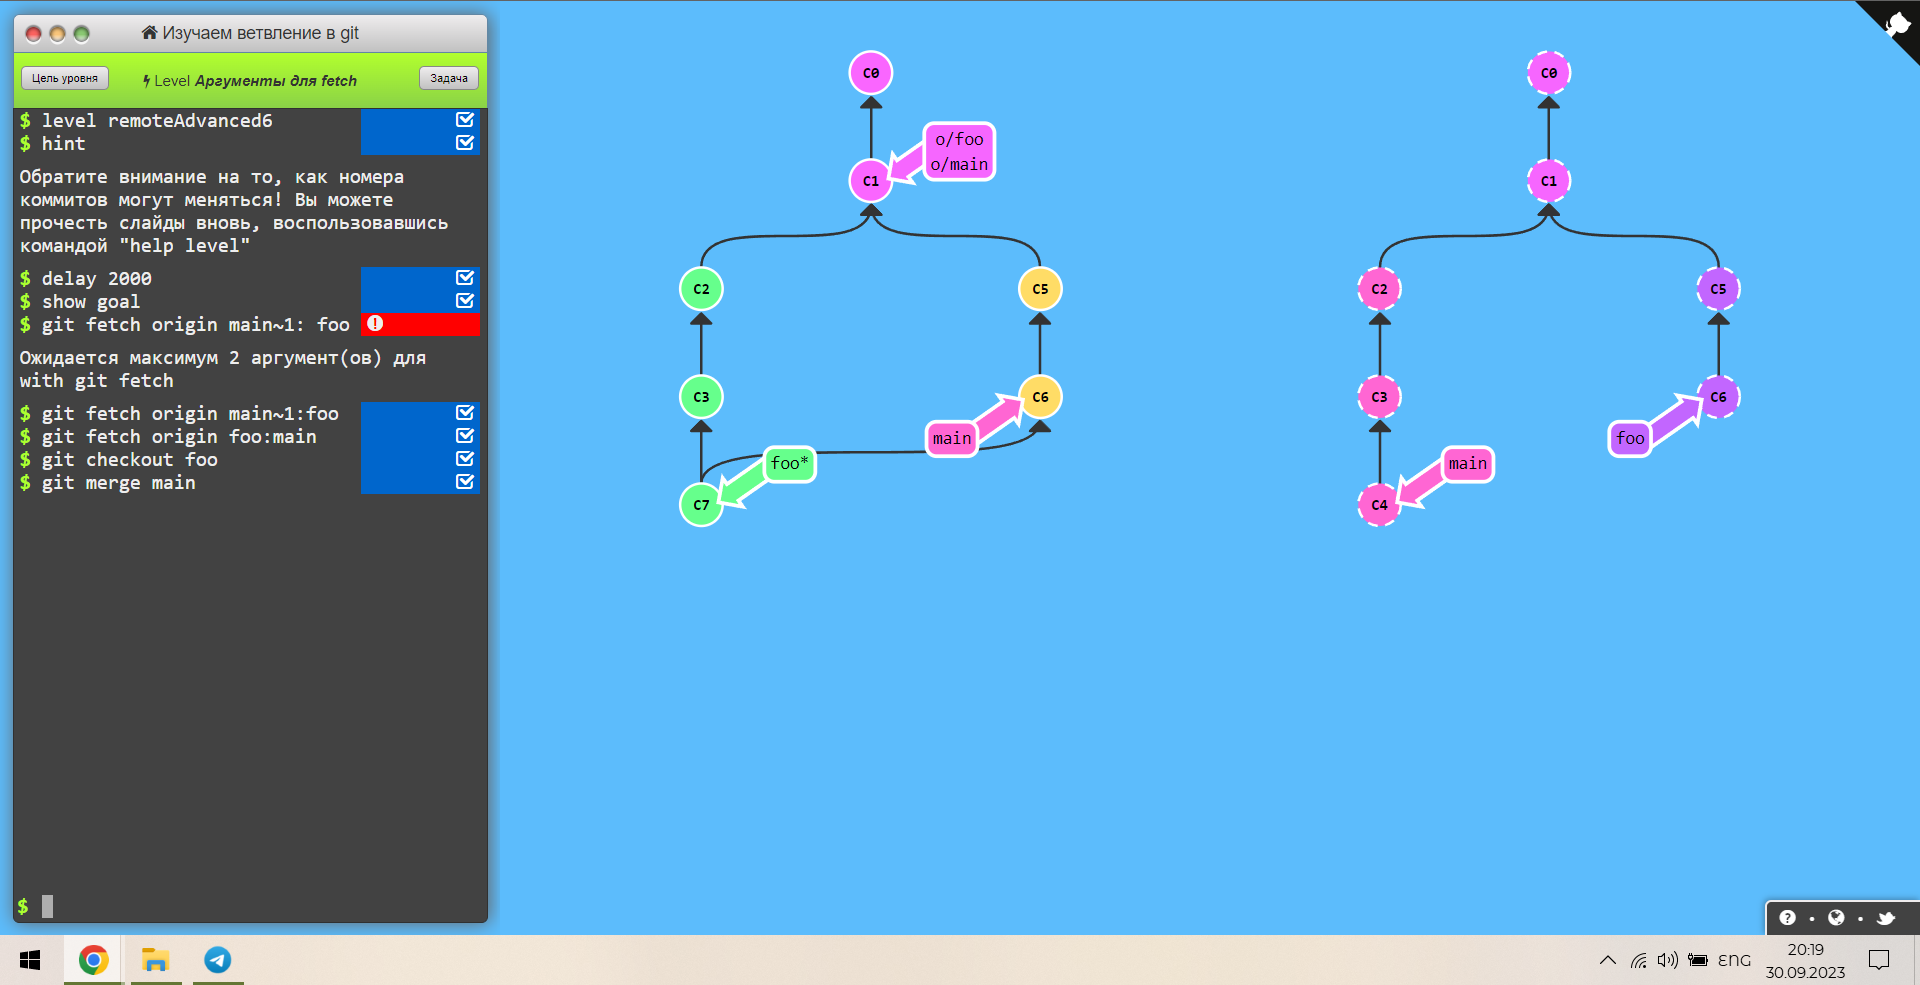 Изучаем ветвление в git
Цель уровня
Level Аргументы для fetch
Задача
$ level remoteAdvanced6
$ hint
Обратите внимание на то, как номера
коммитов могут меняться! Вы можете
прочесть слайды вновь, воспользовавшись
командой "help level"
$ delay 2000
$ show goal
$ git fetch origin main~1: foo
Ожидается максимум 2 аргумент(ов) для
with git fetch
$ git fetch origin main~1:foo
$ git fetch origin foo:main
$ git checkout foo
$ git merge main
$
C0
o/foo
o/main
C1
C2
C5
C3
C6
main
foo*
C7
C0
C1
C2
C5
C3
C6
foo
main
C4
ENG
20:19
30.09.2023